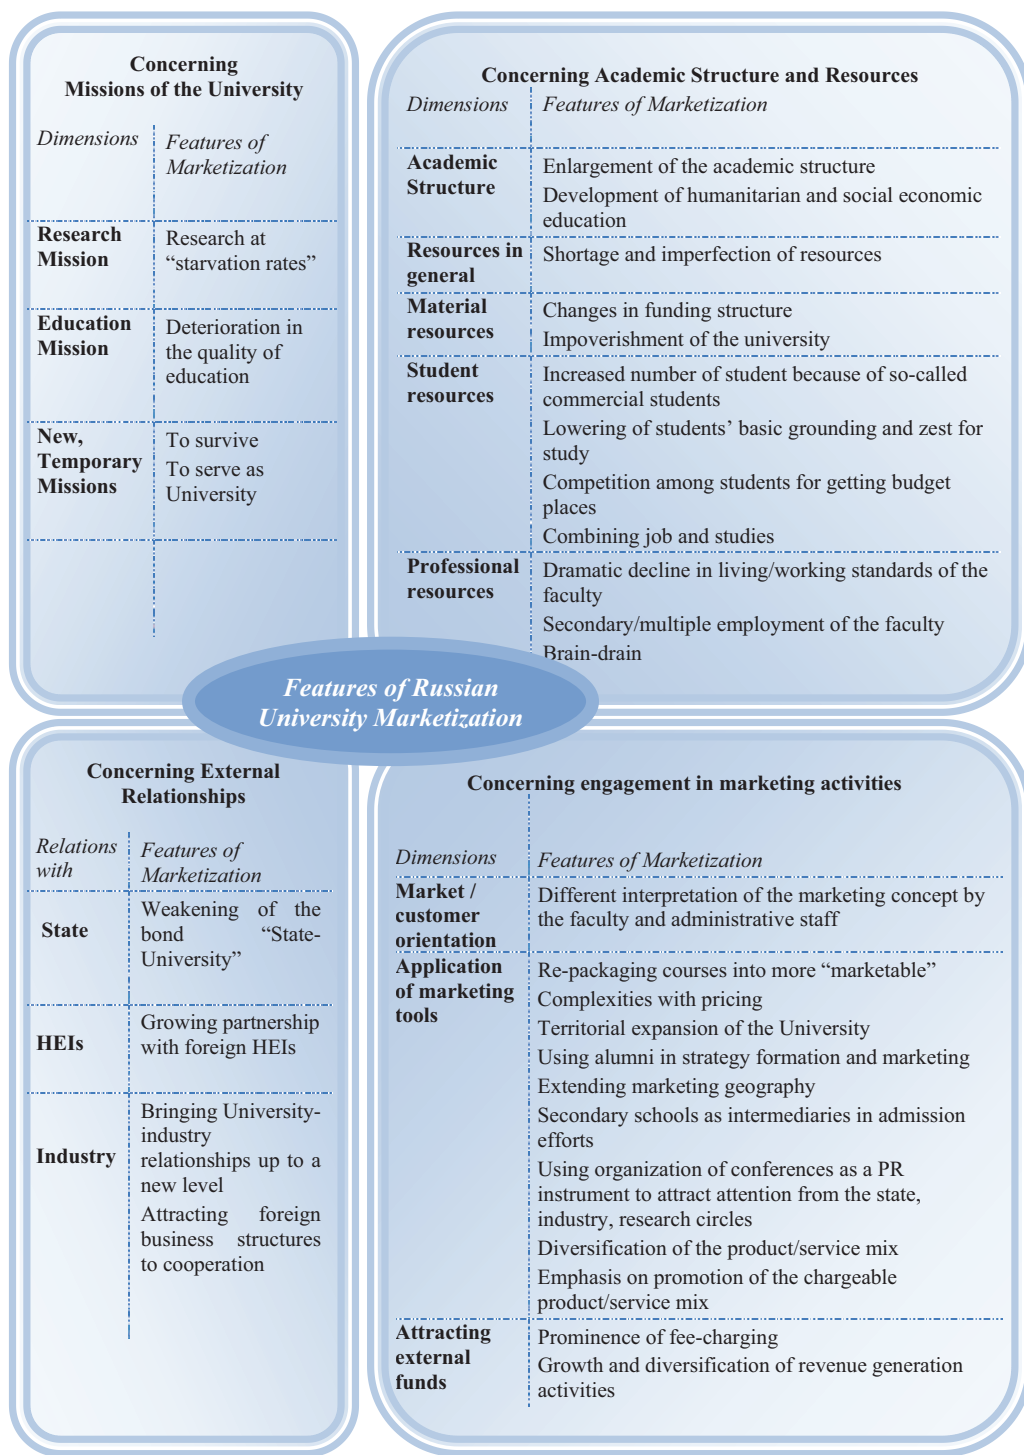 Concerning
Missions of the University
Dimensions
Features of
Marketization
Research
Mission
Research at
“starvation rates”
Education
Mission
Deterioration in
the quality of
education
New,
Temporary
Missions
To survive
To serve as
University
Concerning Academic Structure and Resources
Dimensions
Features of Marketization
Academic
Structure
Enlargement of the academic structure
Development of humanitarian and social economic
education
Resources in
general
Shortage and imperfection of resources
Material
resources
Changes in funding structure
Impoverishment of the university
Student
resources
Increased number of student because of so-called
commercial students
Lowering of students’ basic grounding and zest for
study
Competition among students for getting budget
places
Combining job and studies
Professional
resources
Dramatic decline in living/working standards of the
faculty
Secondary/multiple employment of the faculty
Brain-drain
Features of Russian
University Marketization
Concerning External
Relationships
Relations
with
Features of
Marketization
State
Weakening of the
bond “State-
University”
HEIs
Growing partnership
with foreign HEIs
Industry
Bringing University-
industry
relationships up to a
new level
Attracting foreign
business structures
to cooperation
Concerning engagement in marketing activities
Dimensions
Features of Marketization
Market /
customer
orientation
Different interpretation of the marketing concept by
the faculty and administrative staff
Application
of marketing
tools
Re-packaging courses into more “marketable”
Complexities with pricing
Territorial expansion of the University
Using alumni in strategy formation and marketing
Extending marketing geography
Secondary schools as intermediaries in admission
efforts
Using organization of conferences as a PR
instrument to attract attention from the state,
industry, research circles
Diversification of the product/service mix
Emphasis on promotion of the chargeable
product/service mix
Attracting
external
funds
Prominence of fee-charging
Growth and diversification of revenue generation
activities